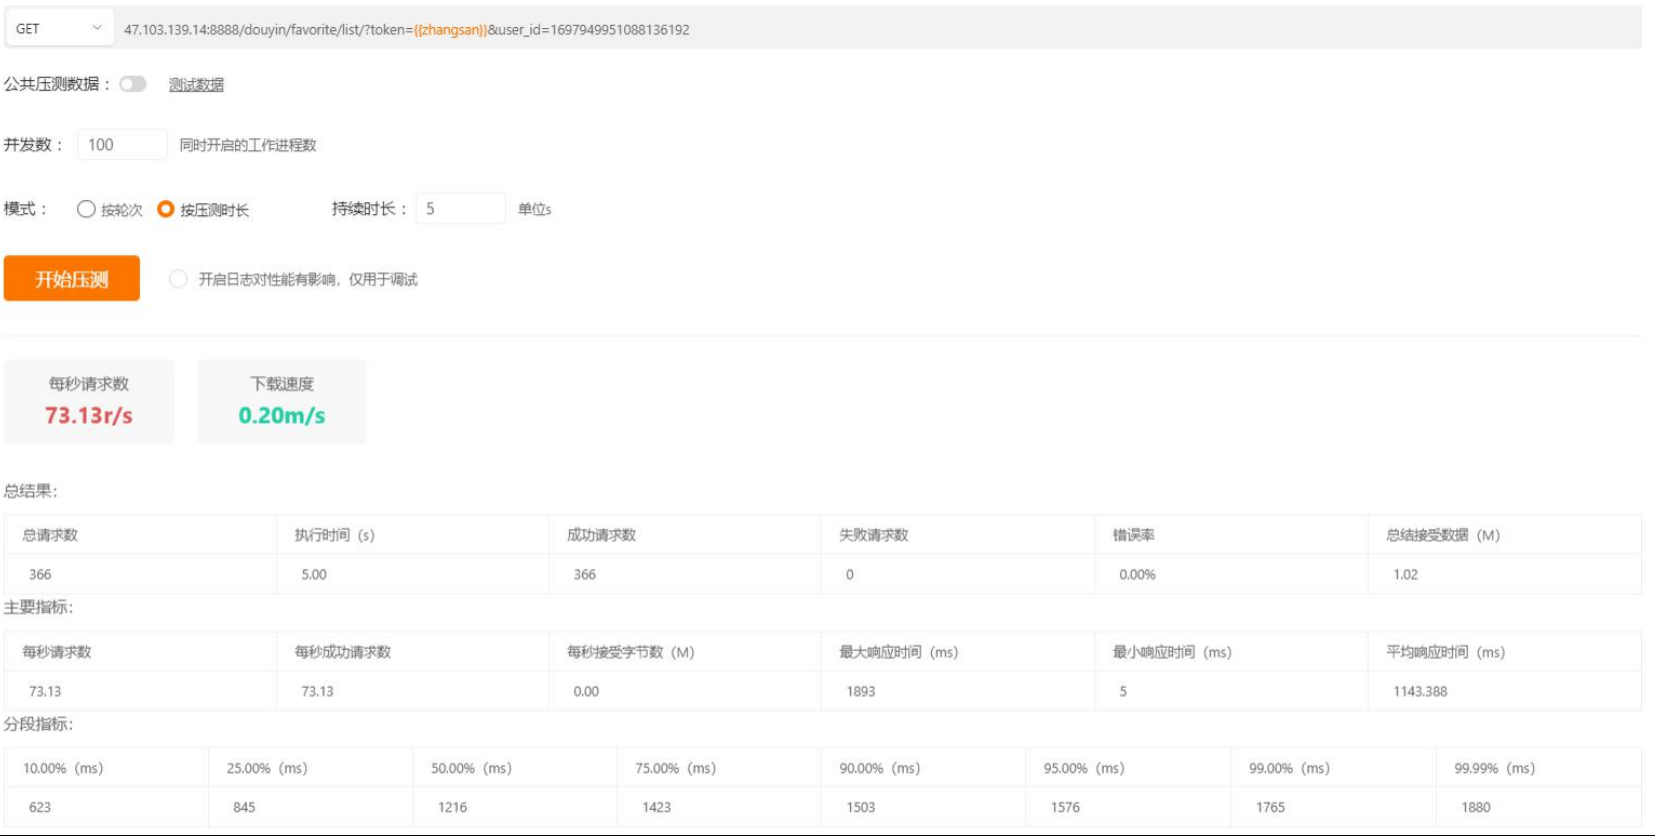 GET 47.103.139.14:8888/douyin/favorite/list/?token={{zhangsan}}&user_id=1697949951088136192
公共压测数据： 测试数据
并发数： 100 同时开启的工作进程数
模式： 按轮次 按压测时长 持续时长： 5 单位s
开始压测 开启日志对性能有影响，仅用于调试
每秒请求数 下载速度
73.13r/s 0.20m/s
总结果：
总请求数 执行时间（s） 成功请求数 失败请求数 错误率 总结接受数据（M）
366 5.00 366 0 0.00% 1.02
主要指标：
每秒请求数 每秒成功请求数 每秒接受字节数（M） 最大响应时间（ms） 最小响应时间（ms） 平均响应时间（ms）
73.13 73.13 0.00 1893 5 1143.388
分段指标：
10.00%（ms） 25.00%（ms） 50.00%（ms） 75.00%（ms） 90.00%（ms） 95.00%（ms） 99.00%（ms） 99.99%（ms）
623 845 1216 1423 1503 1576 1765 1880